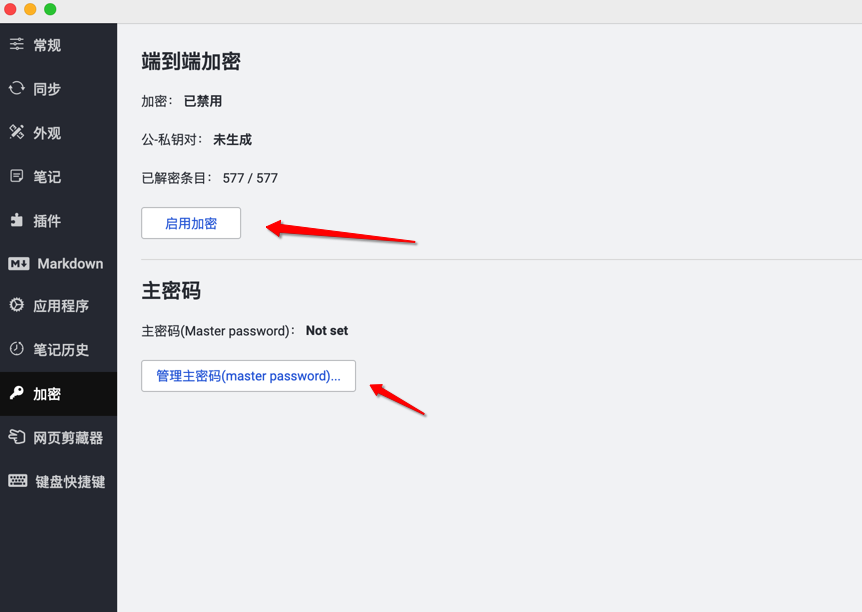 常规
同步
外观
笔记
插件
M Markdown
应用程序
笔记历史
加密
网页剪藏器
键盘快捷键
端到端加密
加密： 已禁用
公-私钥对： 未生成
已解密条目： 577 / 577
启用加密
主密码
主密码(Master password)： Not set
管理主密码(master password)...